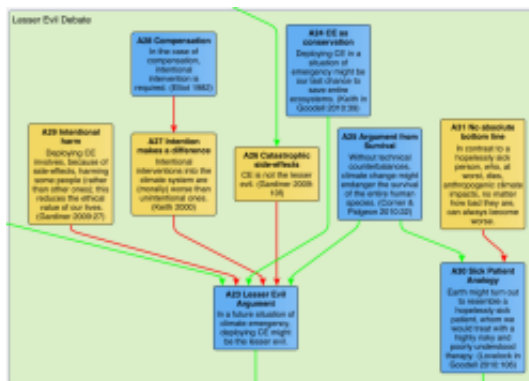 Lesser Evil Debate
A28 Compensation
In the case of
compensation,
intentional
intervention is
required. (Elliot 1982)
A24 CE as
conservation
Deploying CE in a
situation of
emergency might be
our last chance to
save entire
ecosystems. (Keith in
Goodell 2010:39)
A29 Intentional
harm
Deploying CE
involves, because of
side-effects, harming
some people (rather
than other ones); this
reduces the ethical
value of our lives.
(Gardiner 2009:27)
A27 Intention
makes a difference
Intentional
interventions into the
climate system are
(morally) worse than
unintentional ones.
(Keith 2000)
A26 Catastrophic
side-effects
CE is not the lesser
evil. (Gardiner 2009:
A25 Argument from
Survival
Without technical
counterbalances,
climate change might
endanger the survival
of the entire human
species. (Corner &
Pidgeon 2010:32)
A31 No absolute
bottom line
In contrast to a
hopelessly sick
person, who, at
worst, dies,
anthropogenic climate
impacts, no matter
how bad they are,
can always become
worse.
A23 Lesser Evil
Argument
In a future situation of
climate emergency,
deploying CE might
be the lesser evil.
A30 Sick Patient
Analogy
Earth might turn out
to resemble a
hopelessly sick
patient, whom we
would treat with a
highly risky and
poorly understood
therapy. (Lovelock in
Goodell 2010:106)